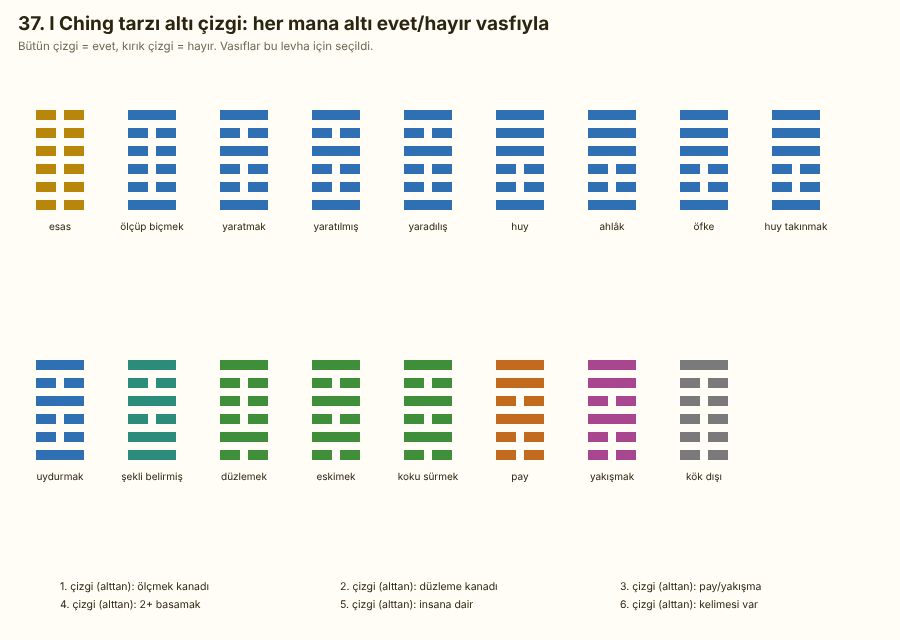 37. I Ching tarzı altı çizgi: her mana altı evet/hayır vasfıyla
Bütün çizgi = evet, kırık çizgi = hayır. Vasıflar bu levha için seçildi.
esas ölçüp biçmek yaratmak yaratılmış yaradılış huy ahlâk öfke huy takınmak
uydurmak şekli belirmiş düzlemek eskimek koku sürmek pay yakışmak kök dışı
1. çizgi (alttan): ölçmek kanadı 2. çizgi (alttan): düzleme kanadı 3. çizgi (alttan): pay/yakışma
4. çizgi (alttan): 2+ basamak 5. çizgi (alttan): insana dair 6. çizgi (alttan): kelimesi var